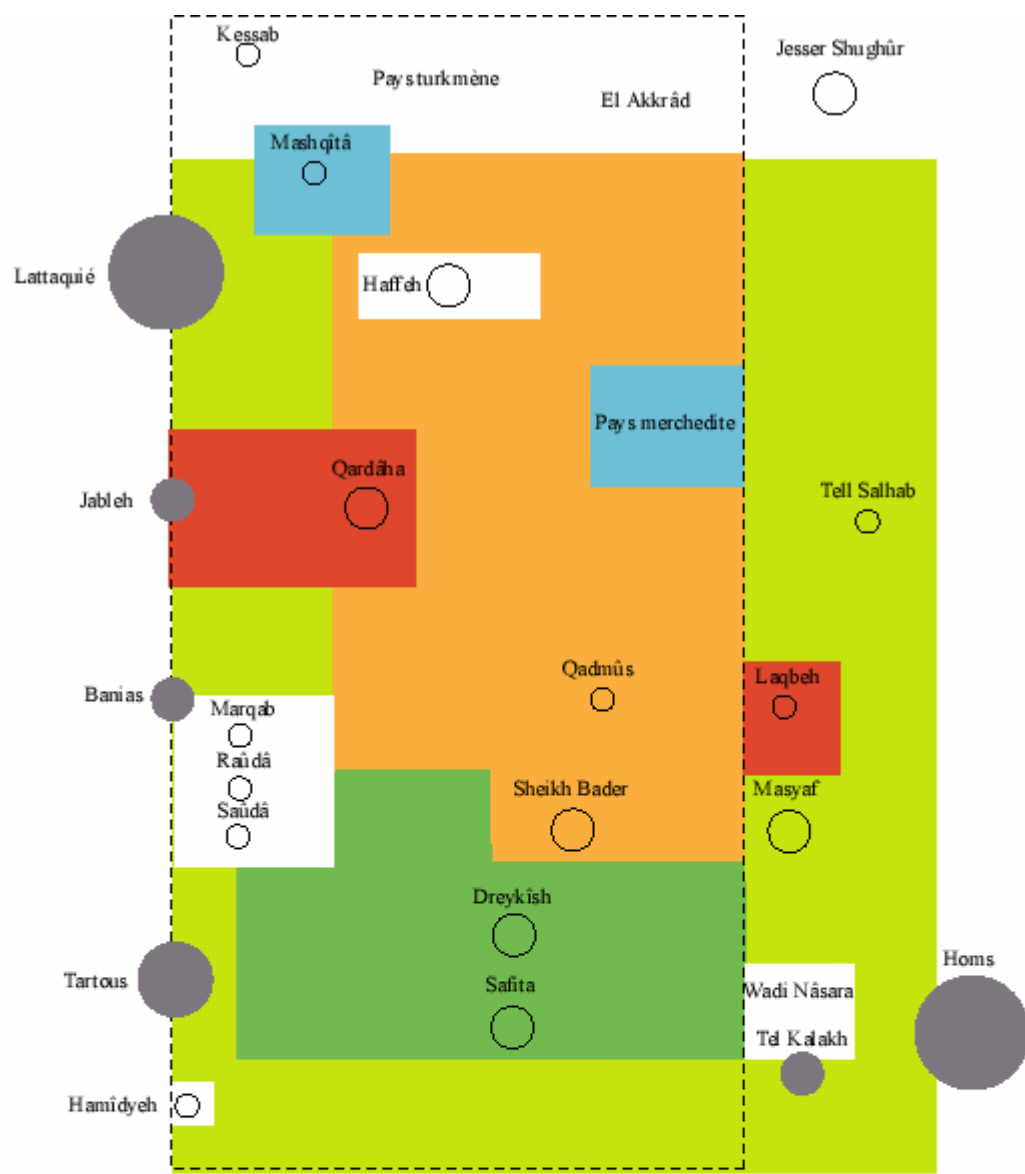 Kessab
Jesser Shughûr
Pays turkmène
El Akkrâd
Mashqîtâ
Lattaquié
Haffeh
Pays merchedite
Qardâha
Jableh
Tell Salhab
Qadmûs
Laqbeh
Banias
Marqab
Raûdâ
Saûdâ
Sheikh Bader
Masyaf
Dreykîsh
Homs
Tartous
Safita
Wadi Nâsara
Tel Kalakh
Hamîdyeh